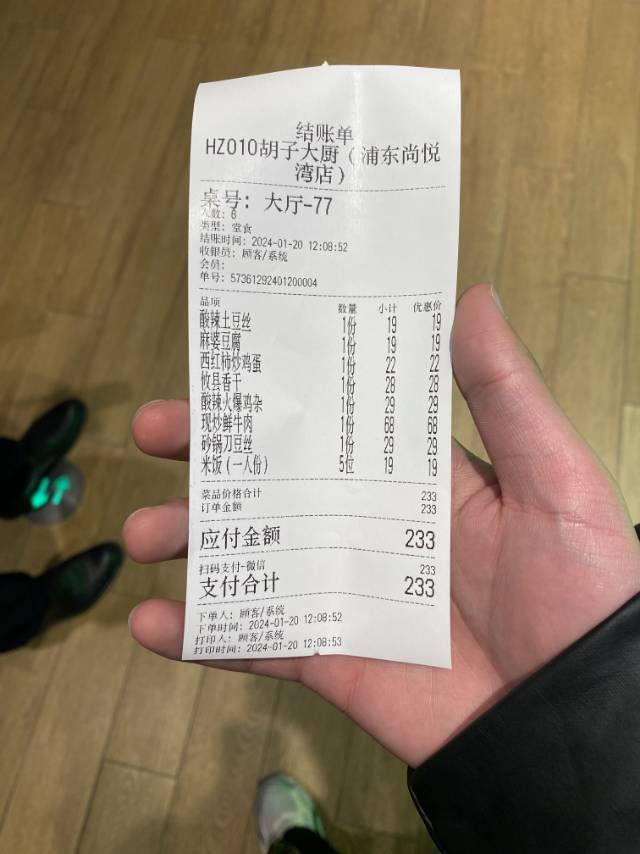 结账单
HZ010胡子大厨(浦东尚悦
湾店)
桌号: 大厅-77
人数: 6
类型: 堂食
结账时间: 2024-01-20 12:08:52
收银员: 顾客/系统
会员:
单号: 57361292401200004
品项 数量 小计 优惠价
酸辣土豆丝 1份 19 19
麻婆豆腐 1份 19 19
西红柿炒鸡蛋 1份 22 22
攸县香干 1份 28 28
酸辣火爆鸡杂 1份 29 29
现炒鲜牛肉 1份 68 68
砂锅刀豆丝 1份 29 29
米饭(一人份) 5位 19 19
菜品价格合计 233
订单金额 233
应付金额 233
扫码支付-微信 233
支付合计 233
下单人: 顾客/系统
下单时间: 2024-01-20 12:08:52
打印人: 顾客/系统
打印时间: 2024-01-20 12:08:53